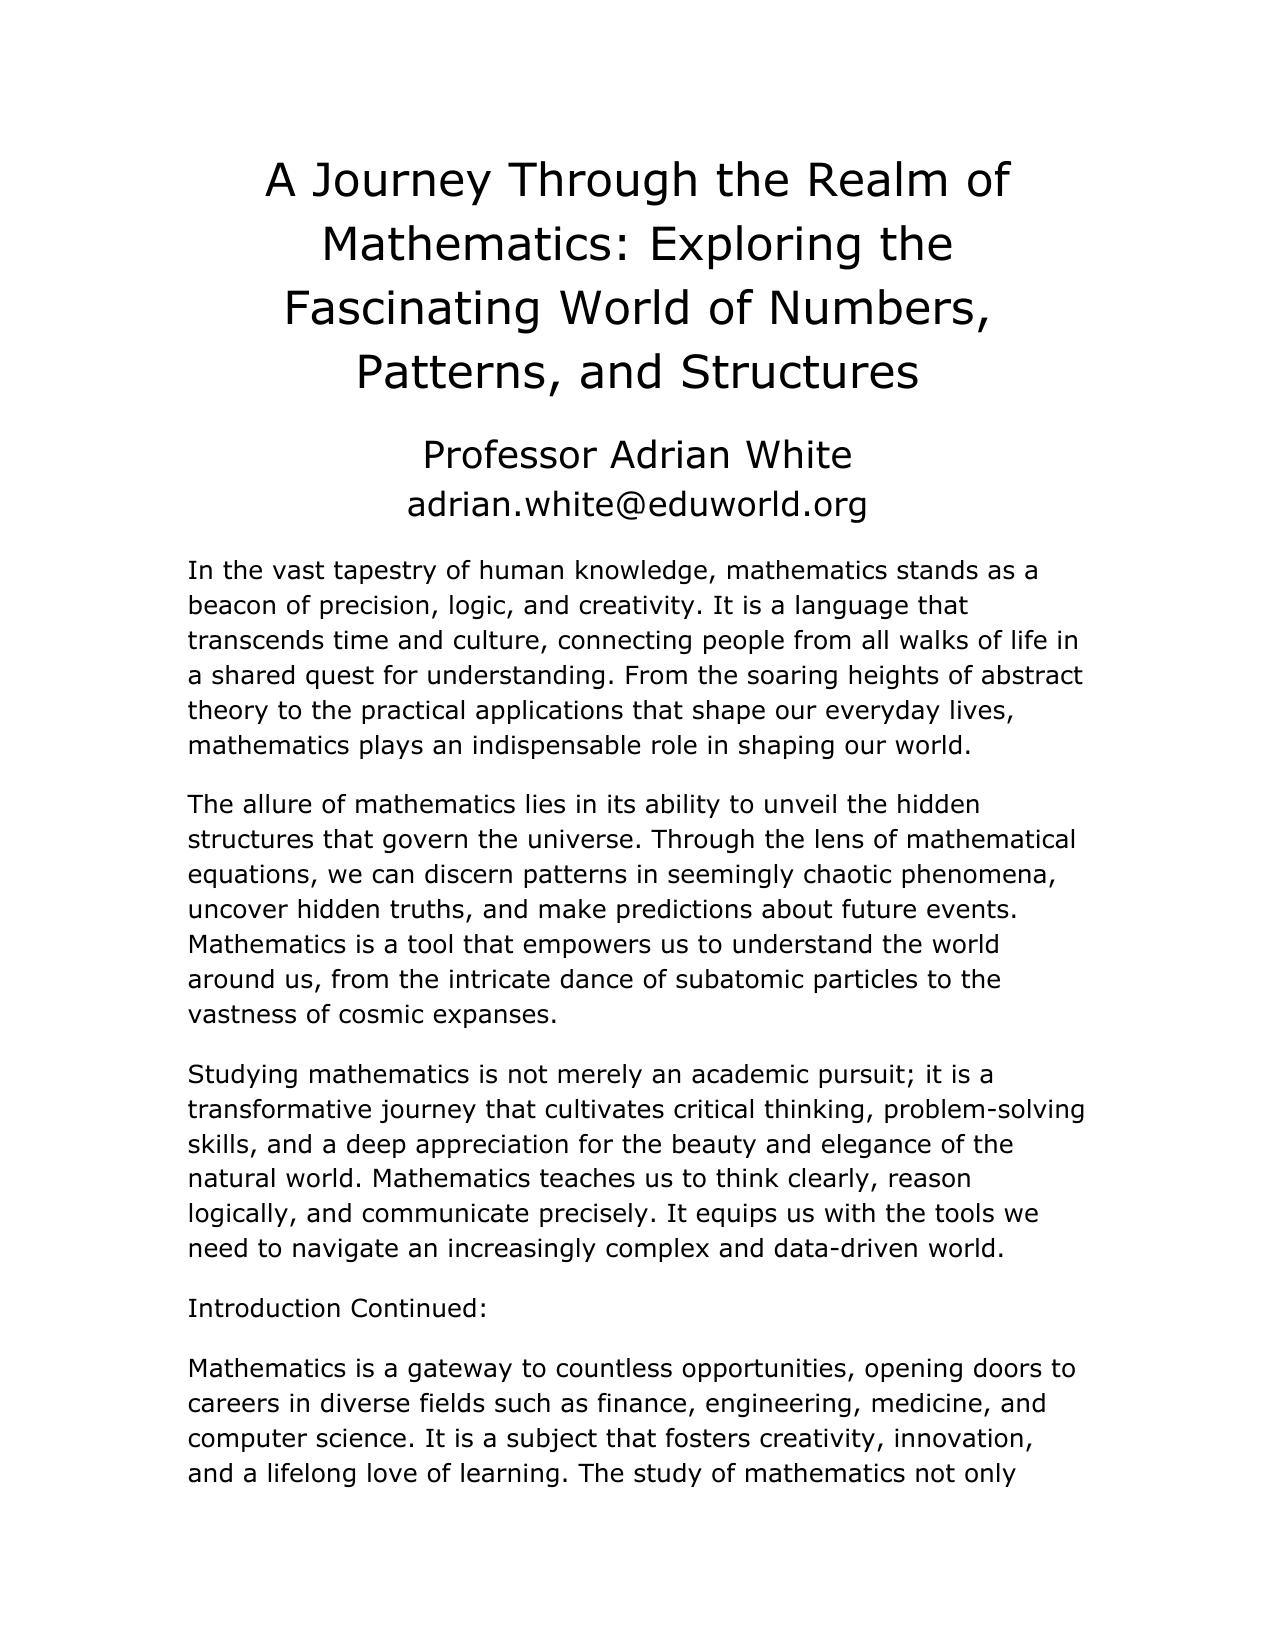 A Journey Through the Realm of
Mathematics: Exploring the
Fascinating World of Numbers,
Patterns, and Structures
Professor Adrian White
adrian.white@eduworld.org
In the vast tapestry of human knowledge, mathematics stands as a
beacon of precision, logic, and creativity. It is a language that
transcends time and culture, connecting people from all walks of life in
a shared quest for understanding. From the soaring heights of abstract
theory to the practical applications that shape our everyday lives,
mathematics plays an indispensable role in shaping our world.
The allure of mathematics lies in its ability to unveil the hidden
structures that govern the universe. Through the lens of mathematical
equations, we can discern patterns in seemingly chaotic phenomena,
uncover hidden truths, and make predictions about future events.
Mathematics is a tool that empowers us to understand the world
around us, from the intricate dance of subatomic particles to the
vastness of cosmic expanses.
Studying mathematics is not merely an academic pursuit; it is a
transformative journey that cultivates critical thinking, problem-solving
skills, and a deep appreciation for the beauty and elegance of the
natural world. Mathematics teaches us to think clearly, reason
logically, and communicate precisely. It equips us with the tools we
need to navigate an increasingly complex and data-driven world.
Introduction Continued:
Mathematics is a gateway to countless opportunities, opening doors to
careers in diverse fields such as finance, engineering, medicine, and
computer science. It is a subject that fosters creativity, innovation,
and a lifelong love of learning. The study of mathematics not only